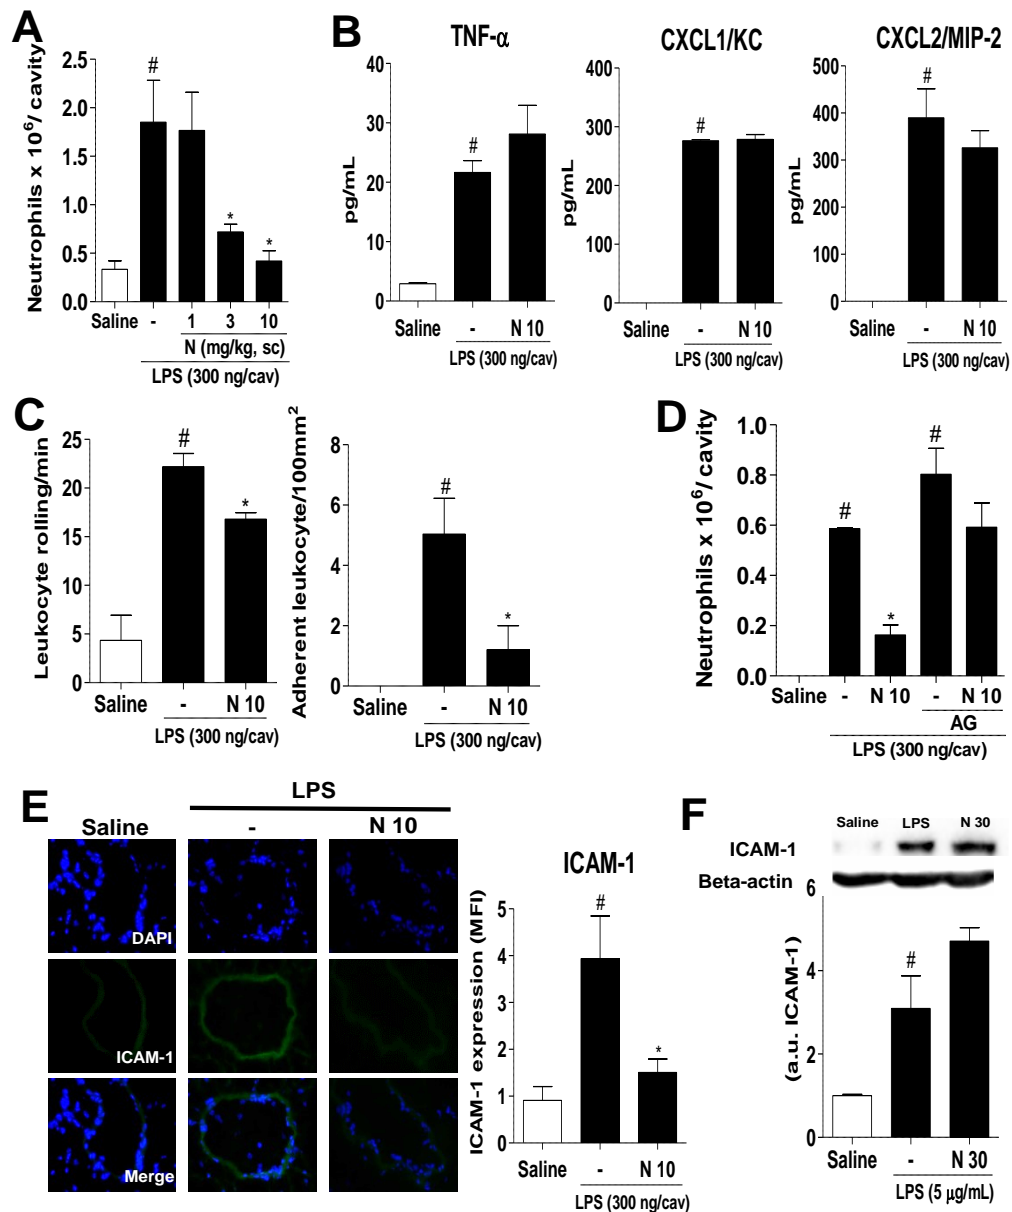 A
Neutrophils x 10⁶/ cavity
2.5
2.0
1.5
1.0
0.5
0.0
#
*
*
Saline - 1 3 10
N (mg/kg, sc)
LPS (300 ng/cav)
B
TNF-α
pg/mL
40
30
20
10
0
#
Saline - N 10
LPS (300 ng/cav)
CXCL1/KC
pg/mL
400
300
200
100
0
#
Saline - N 10
LPS (300 ng/cav)
CXCL2/MIP-2
pg/mL
500
400
300
200
100
0
#
Saline - N 10
LPS (300 ng/cav)
C
Leukocyte rolling/min
25
20
15
10
5
0
#
*
Saline - N 10
LPS (300 ng/cav)
Adherent leukocyte/100mm²
8
6
4
2
0
#
*
Saline - N 10
LPS (300 ng/cav)
D
Neutrophils x 10⁶/ cavity
1.0
0.8
0.6
0.4
0.2
0.0
#
*
#
Saline - N 10 - N 10
AG
LPS (300 ng/cav)
E
LPS
Saline - N 10
DAPI
ICAM-1
Merge
ICAM-1
ICAM-1 expression (MFI)
5
4
3
2
1
0
#
*
Saline - N 10
LPS (300 ng/cav)
F
Saline LPS N 30
ICAM-1
Beta-actin
(a.u. ICAM-1)
6
4
2
0
#
Saline - N 30
LPS (5 µg/mL)